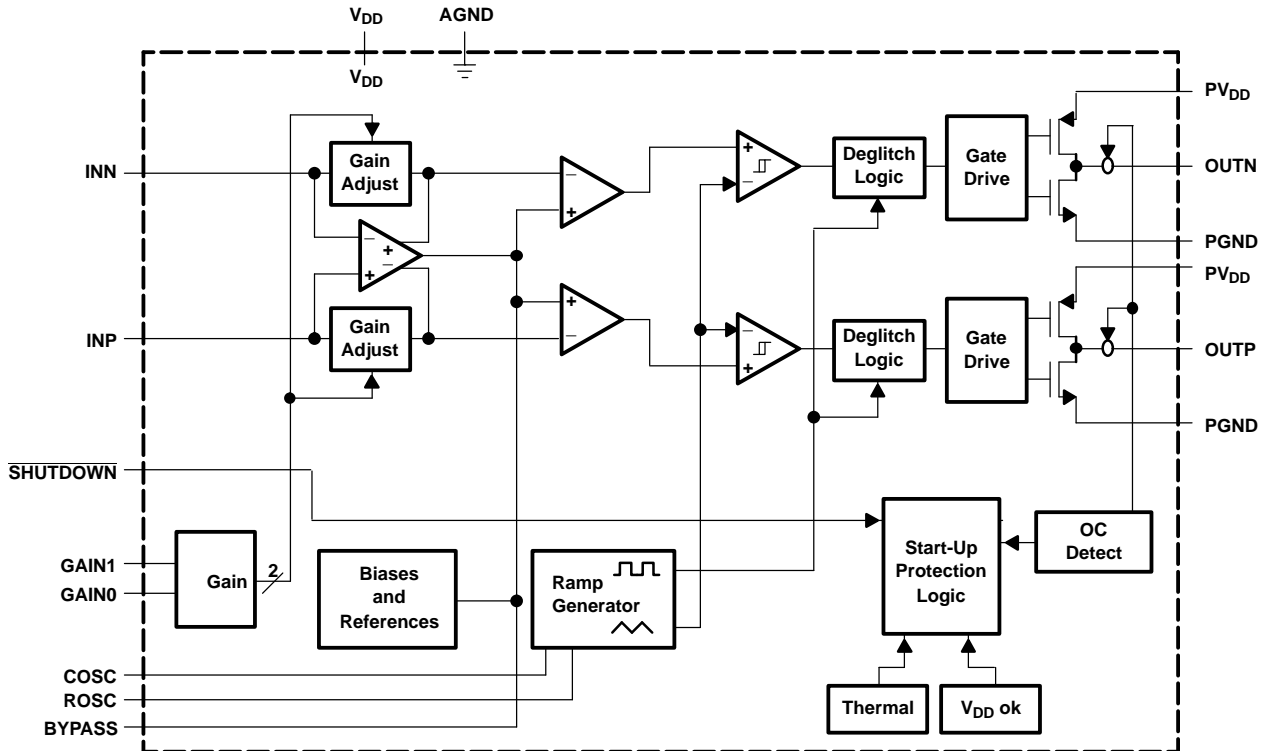 VDD
AGND
VDD
PVDD
INN
Gain
Adjust
Deglitch
Logic
Gate
Drive
OUTN
PGND
PVDD
INP
Gain
Adjust
Deglitch
Logic
Gate
Drive
OUTP
PGND
SHUTDOWN
GAIN1
GAIN0
Gain
2
Biases
and
References
Ramp
Generator
Start-Up
Protection
Logic
OC
Detect
COSC
ROSC
BYPASS
Thermal
VDD ok